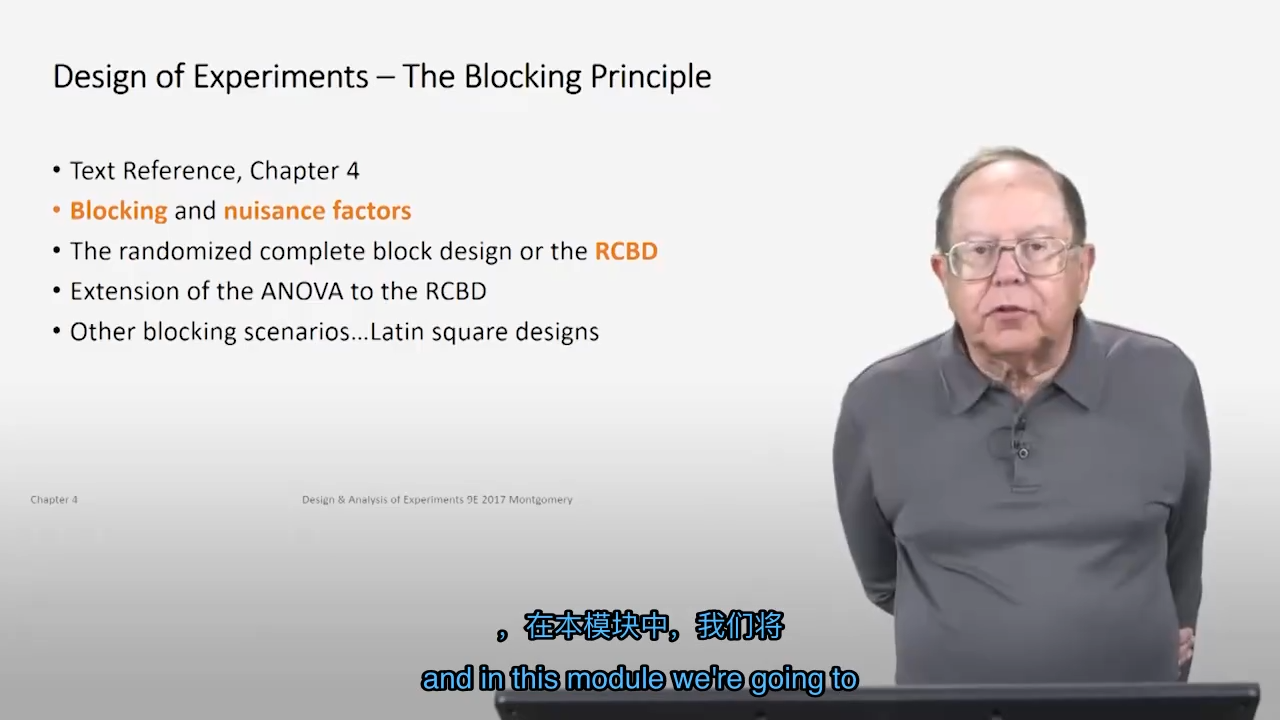 Design of Experiments – The Blocking Principle
• Text Reference, Chapter 4
• Blocking and nuisance factors
• The randomized complete block design or the RCBD
• Extension of the ANOVA to the RCBD
• Other blocking scenarios...Latin square designs
Chapter 4
Design & Analysis of Experiments 9E 2017 Montgomery
，在本模块中，我们将
and in this module we're going to